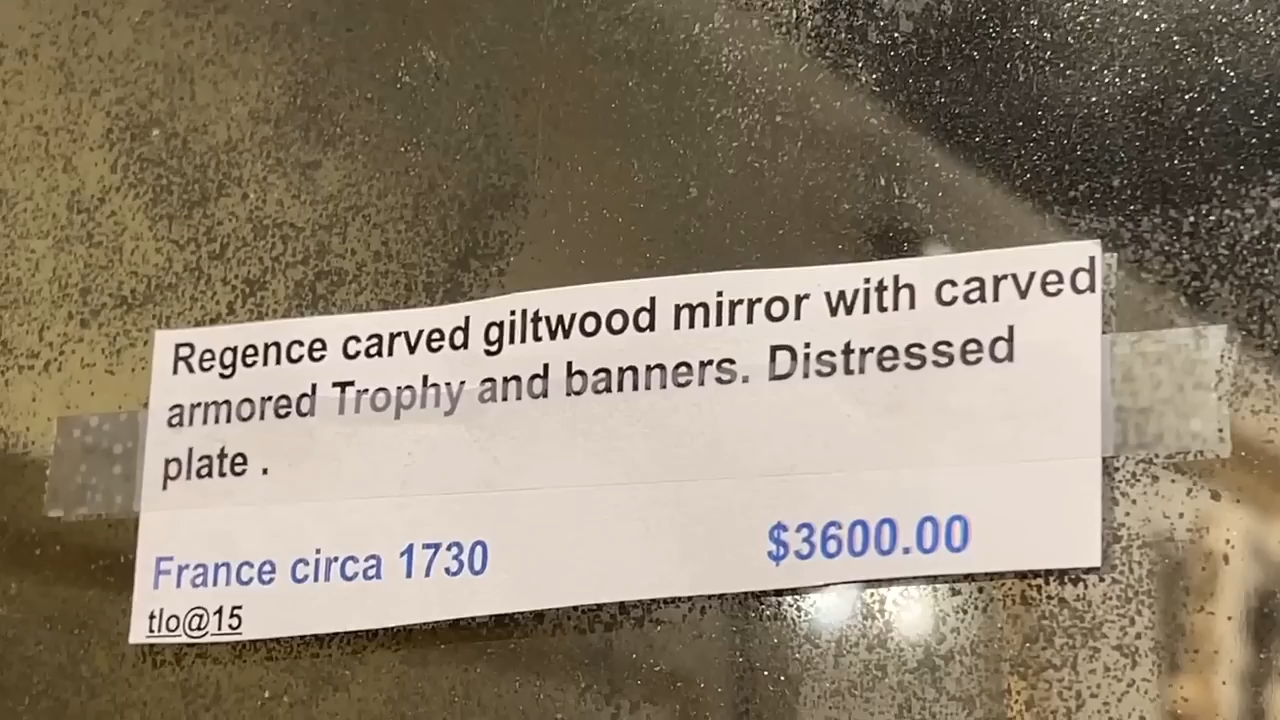 Regence carved giltwood mirror with carved
armored Trophy and banners. Distressed
plate .
France circa 1730 $3600.00
tlo@15